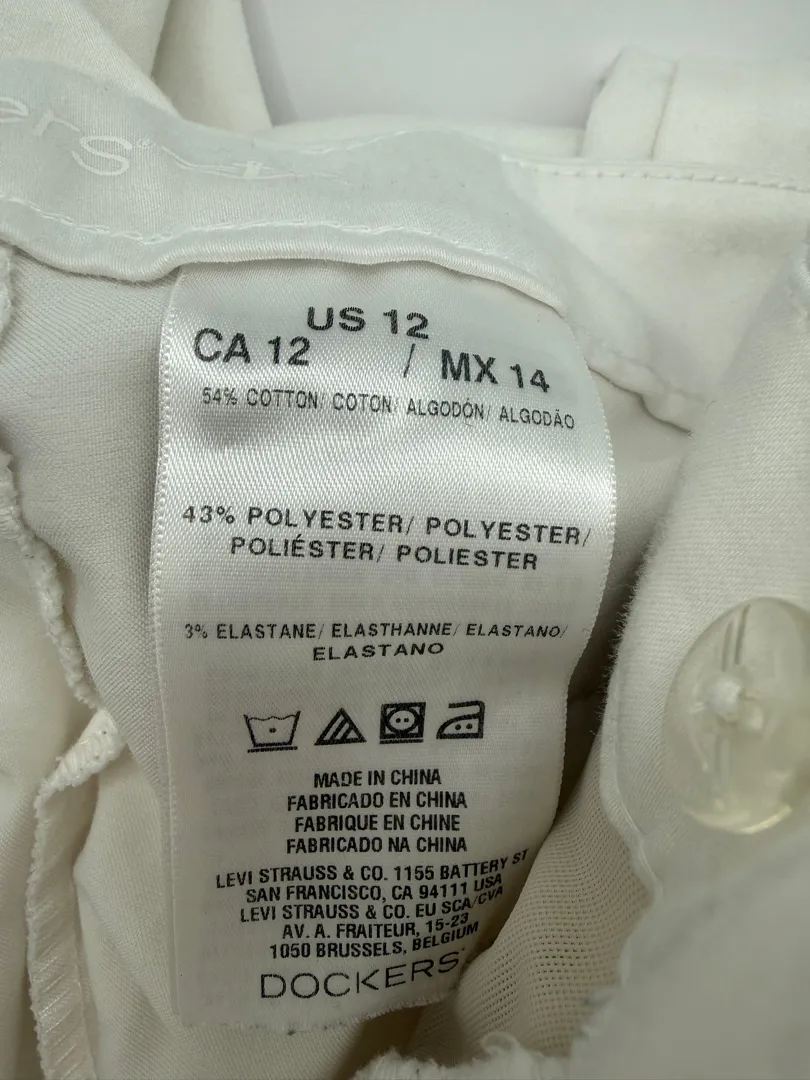 ers®
US 12
CA 12 / MX 14
54% COTTON/ COTON/ ALGODÓN/ ALGODÃO
43% POLYESTER/ POLYESTER/
POLIÉSTER/ POLIESTER
3% ELASTANE/ ELASTHANNE/ ELASTANO/
ELASTANO
MADE IN CHINA
FABRICADO EN CHINA
FABRIQUE EN CHINE
FABRICADO NA CHINA
LEVI STRAUSS & CO. 1155 BATTERY ST
SAN FRANCISCO, CA 94111 USA
LEVI STRAUSS & CO. EU SCA/CVA
AV. A. FRAITEUR, 15-23
1050 BRUSSELS, BELGIUM
DOCKERS®